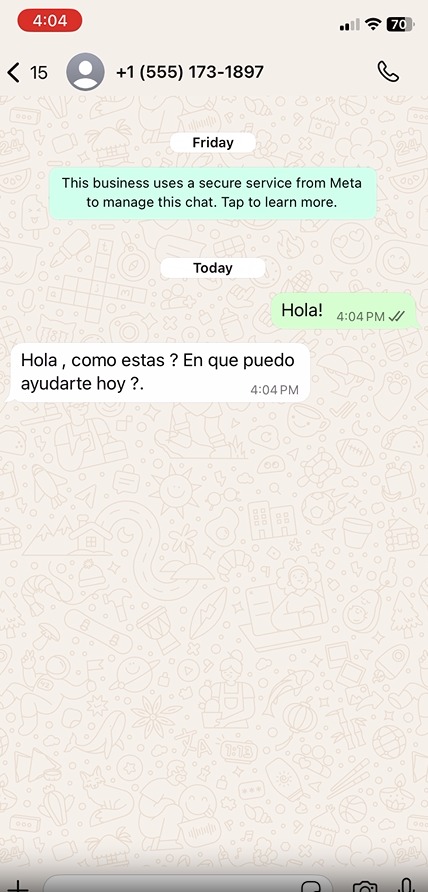 4:04
70
15
+1 (555) 173-1897
Friday
This business uses a secure service from Meta
to manage this chat. Tap to learn more.
Today
Hola!
4:04 PM
Hola , como estas ? En que puedo
ayudarte hoy ?.
4:04 PM